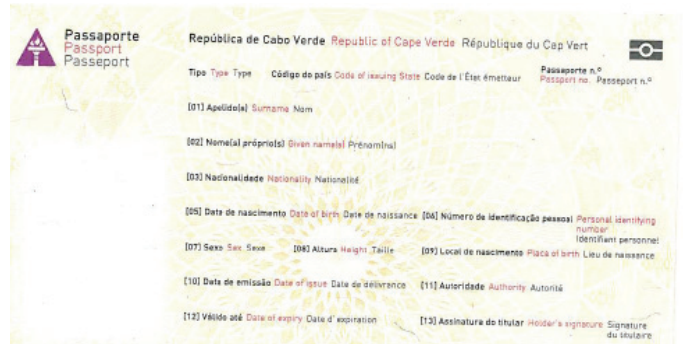 Passaporte
Passport
Passeport
República de Cabo Verde Republic of Cape Verde République du Cap Vert
Tipo Type Type Código do país Code of issuing State Code de l'État émetteur Passaporte n.º
Passport no. Passeport n.º
[01] Apelido(s) Surname Nom
[02] Nome(s) próprio(s) Given name(s) Prénom(ns)
[03] Nacionalidade Nationality Nationalité
[05] Data de nascimento Date of birth Date de naissance [06] Número de identificação pessoal Personal identifying
number
Identifiant personnel
[07] Sexo Sex Sexe [08] Altura Height Taille [09] Local de nascimento Place of birth Lieu de naissance
[10] Data de emissão Date of issue Date de délivrance [11] Autoridade Authority Autorité
[12] Válido até Date of expiry Date d'expiration [13] Assinatura do titular Holder's signature Signature
du titulaire